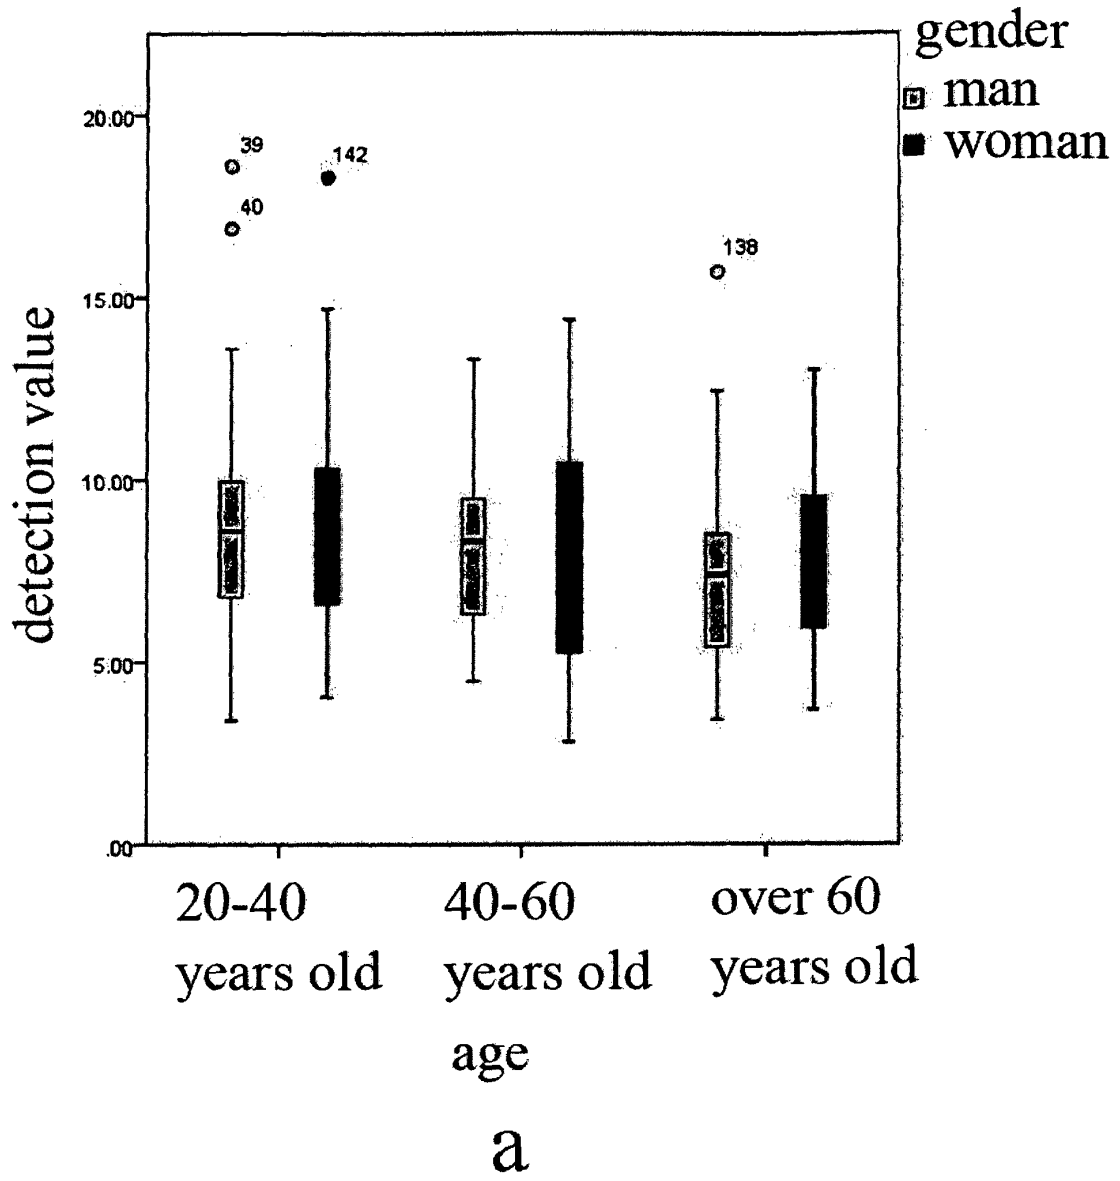 gender
man
woman
20.00
15.00
10.00
5.00
.00
39
40
142
138
detection value
20-40
years old
40-60
years old
over 60
years old
age
a